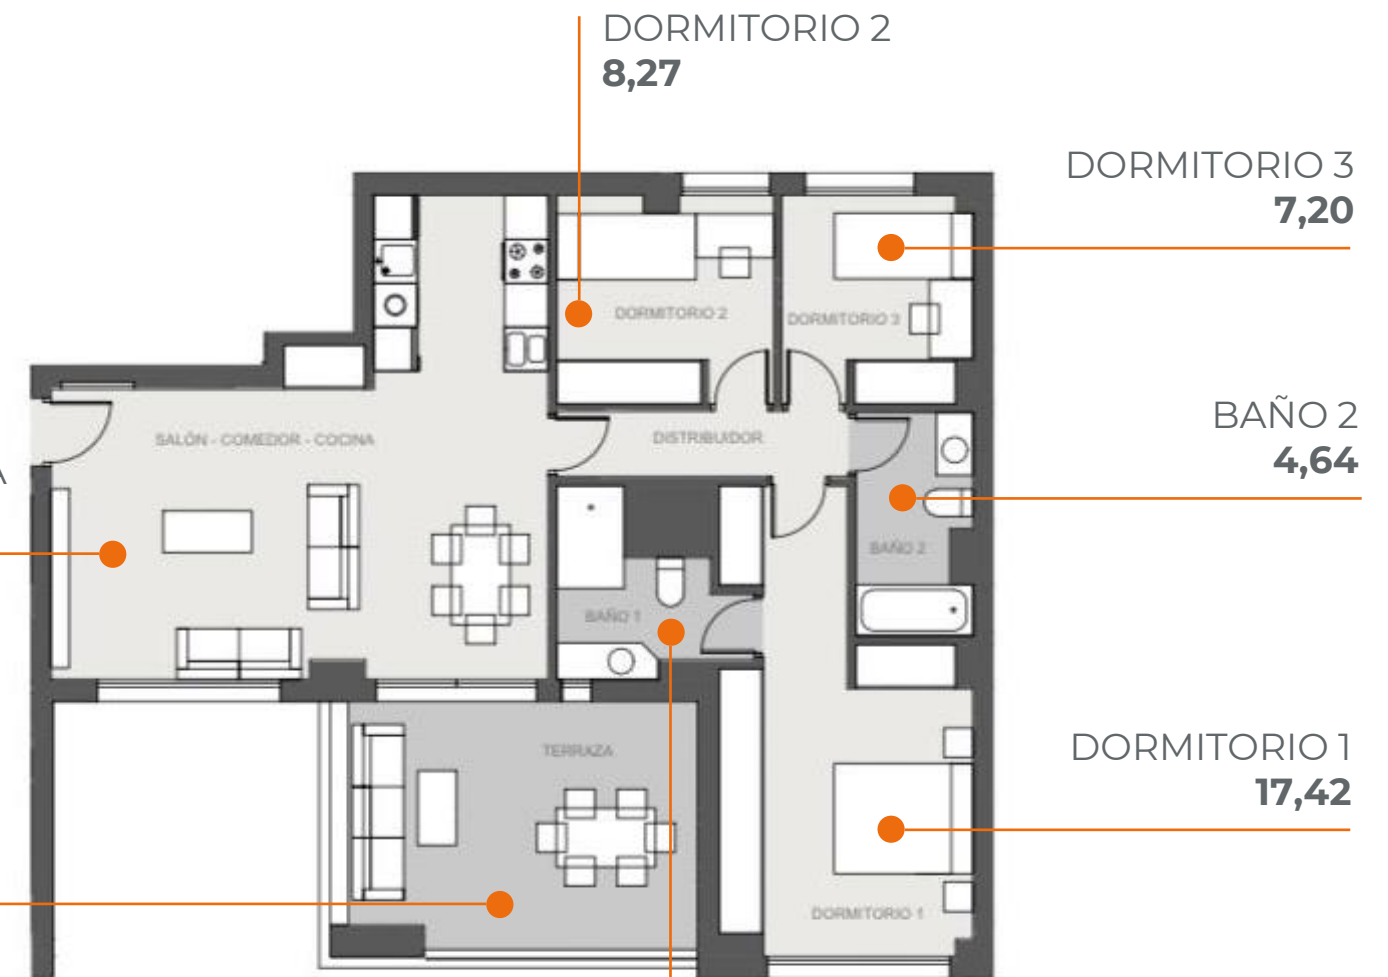 DORMITORIO 2
8,27
DORMITORIO 3
7,20
BAÑO 2
4,64
DORMITORIO 1
17,42
A
DORMITORIO 2
DORMITORIO 3
SALÓN - COMEDOR - COCINA
DISTRIBUIDOR
BAÑO 2
BAÑO 1
TERRAZA
DORMITORIO 1